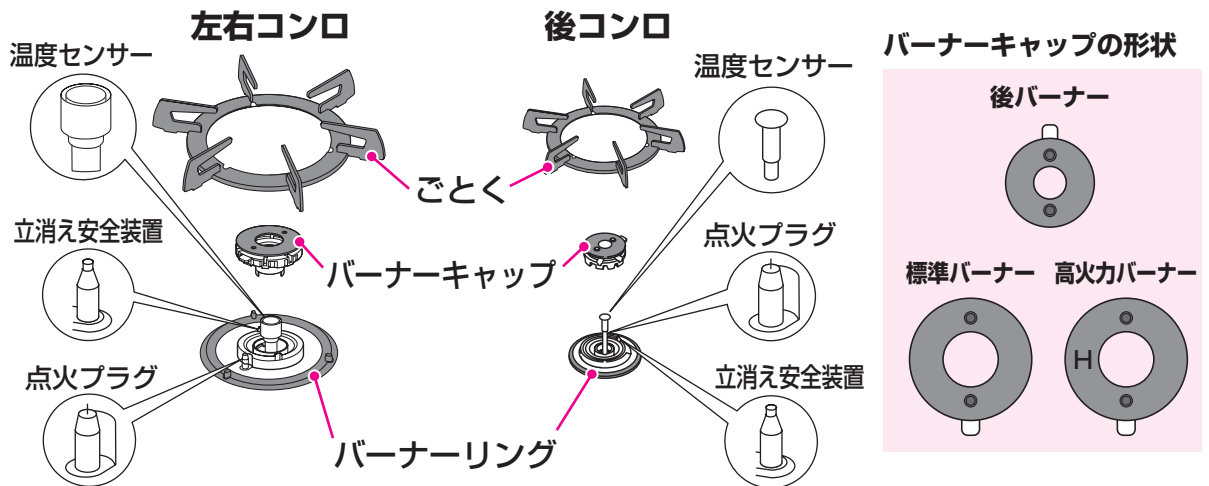 左右コンロ
後コンロ
温度センサー
温度センサー
ごとく
立消え安全装置
点火プラグ
バーナーキャップ
点火プラグ
立消え安全装置
バーナーリング
バーナーキャップの形状
後バーナー
標準バーナー
高火力バーナー
H